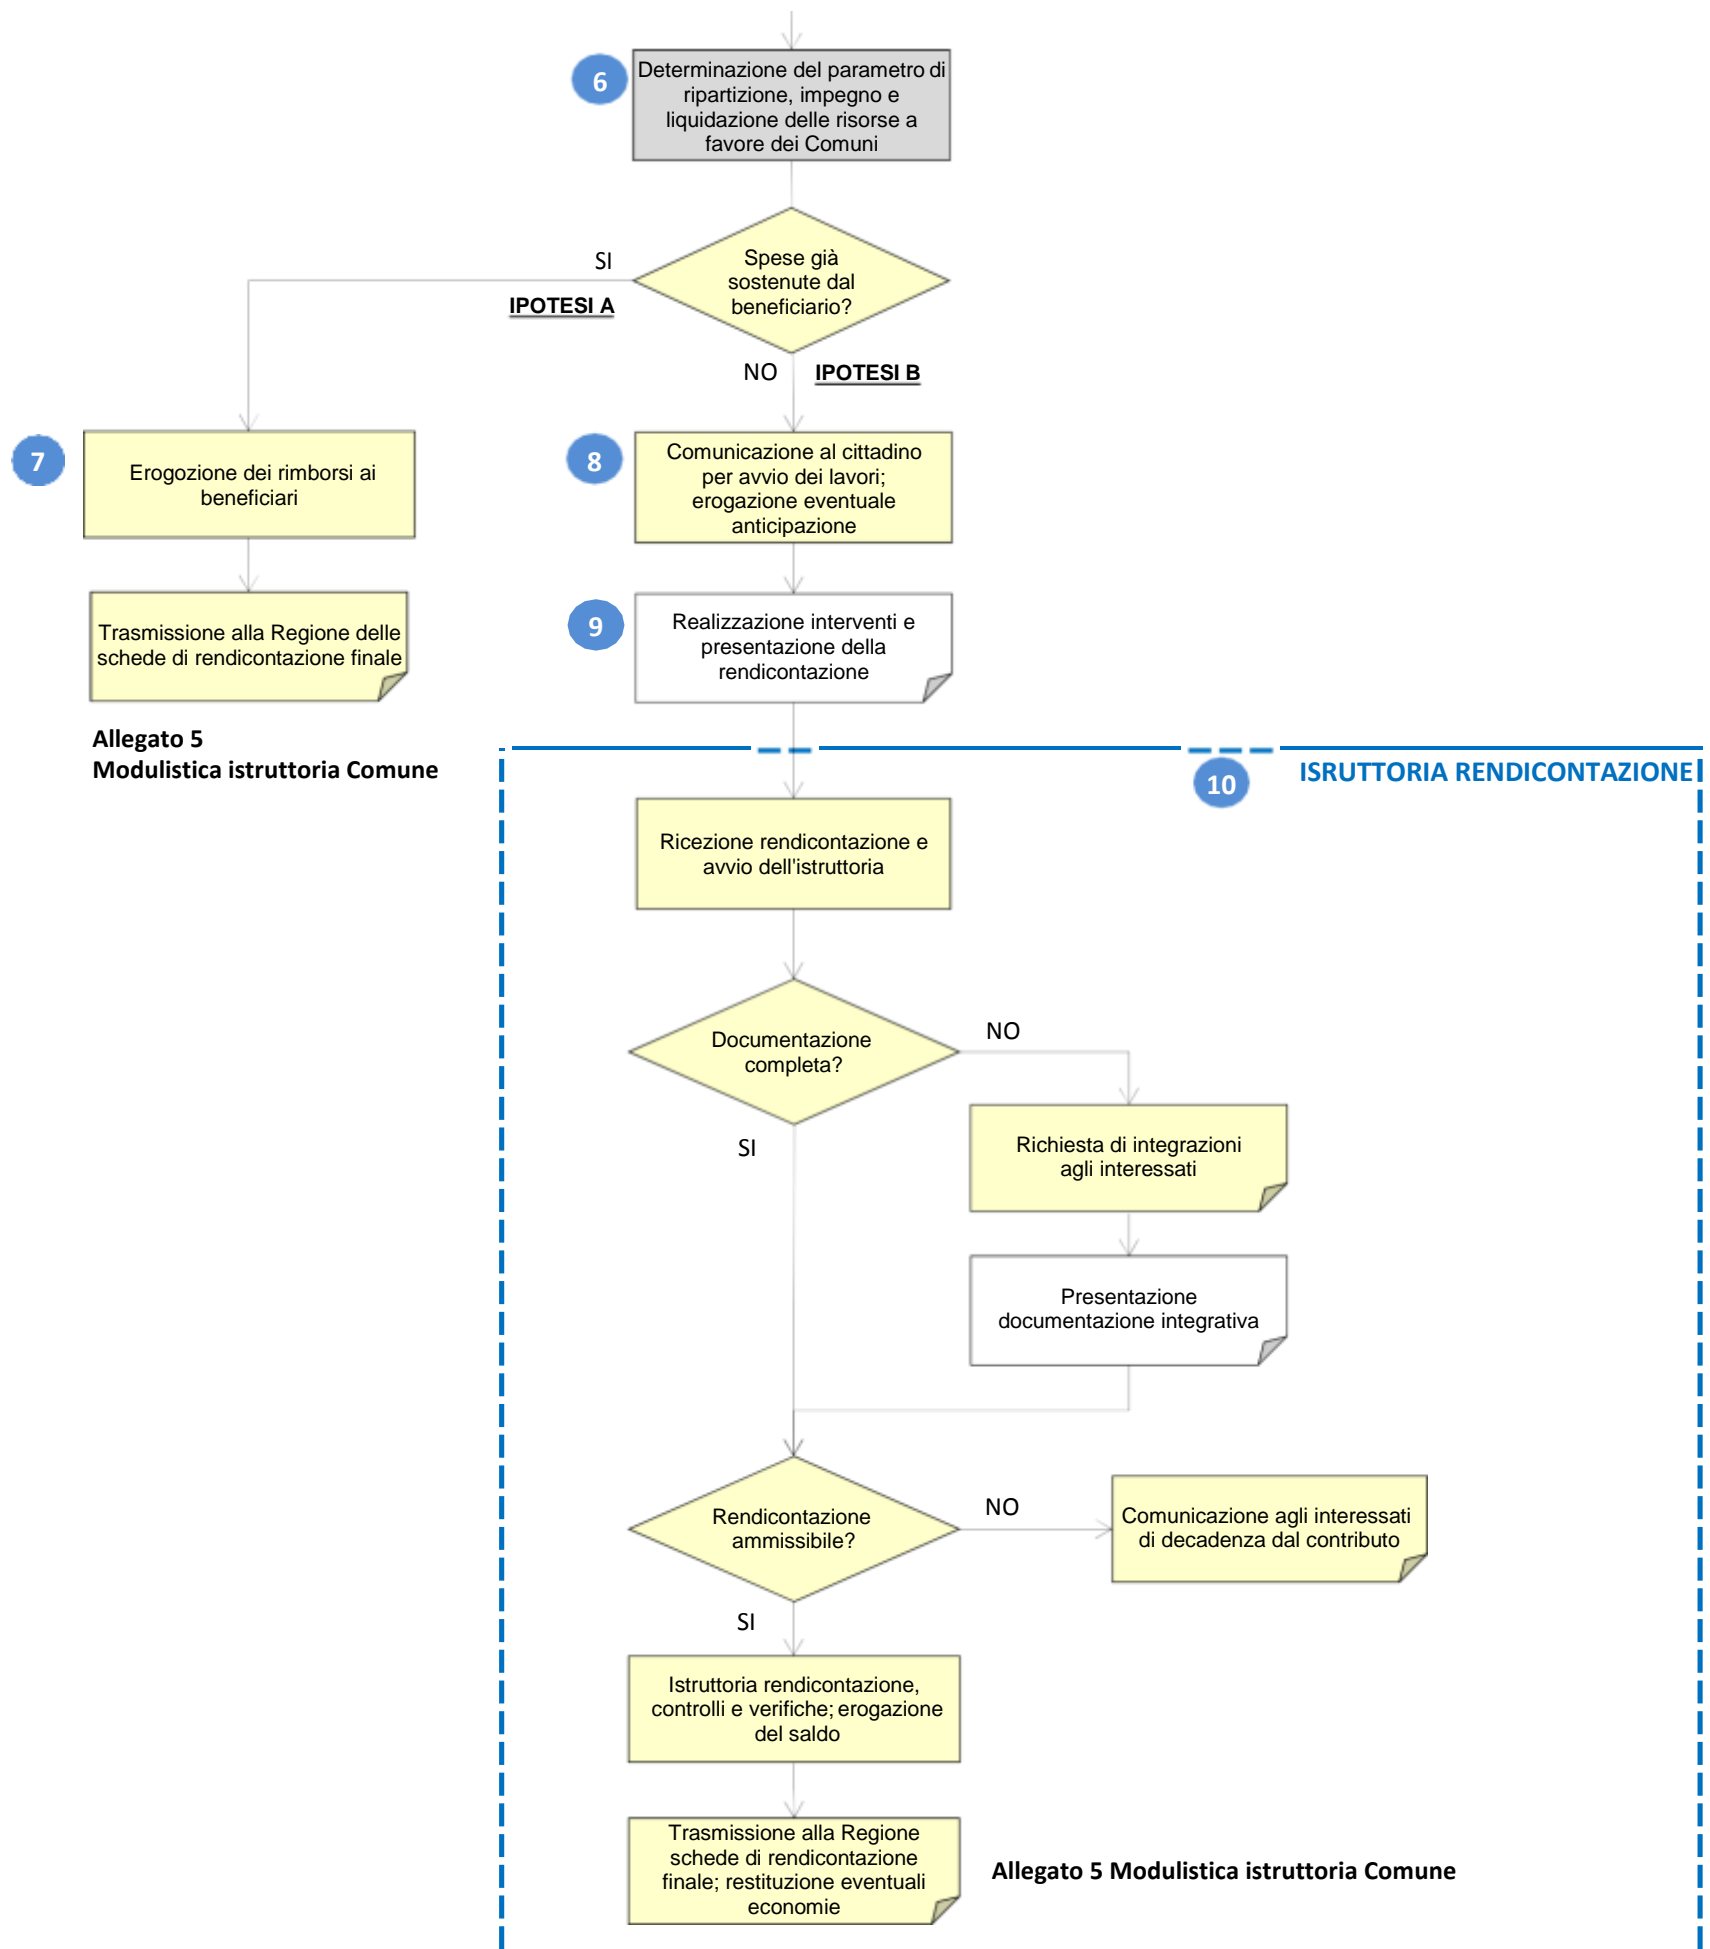 6
Determinazione del parametro di
ripartizione, impegno e
liquidazione delle risorse a
favore dei Comuni
Spese già
sostenute dal
beneficiario?
SI
IPOTESI A
NO
IPOTESI B
7
Erogozione dei rimborsi ai
beneficiari
8
Comunicazione al cittadino
per avvio dei lavori;
erogazione eventuale
anticipazione
Trasmissione alla Regione delle
schede di rendicontazione finale
9
Realizzazione interventi e
presentazione della
rendicontazione
Allegato 5
Modulistica istruttoria Comune
10
ISRUTTORIA RENDICONTAZIONE
Ricezione rendicontazione e
avvio dell'istruttoria
Documentazione
completa?
NO
SI
Richiesta di integrazioni
agli interessati
Presentazione
documentazione integrativa
Rendicontazione
ammissibile?
NO
Comunicazione agli interessati
di decadenza dal contributo
SI
Istruttoria rendicontazione,
controlli e verifiche; erogazione
del saldo
Trasmissione alla Regione
schede di rendicontazione
finale; restituzione eventuali
economie
Allegato 5 Modulistica istruttoria Comune